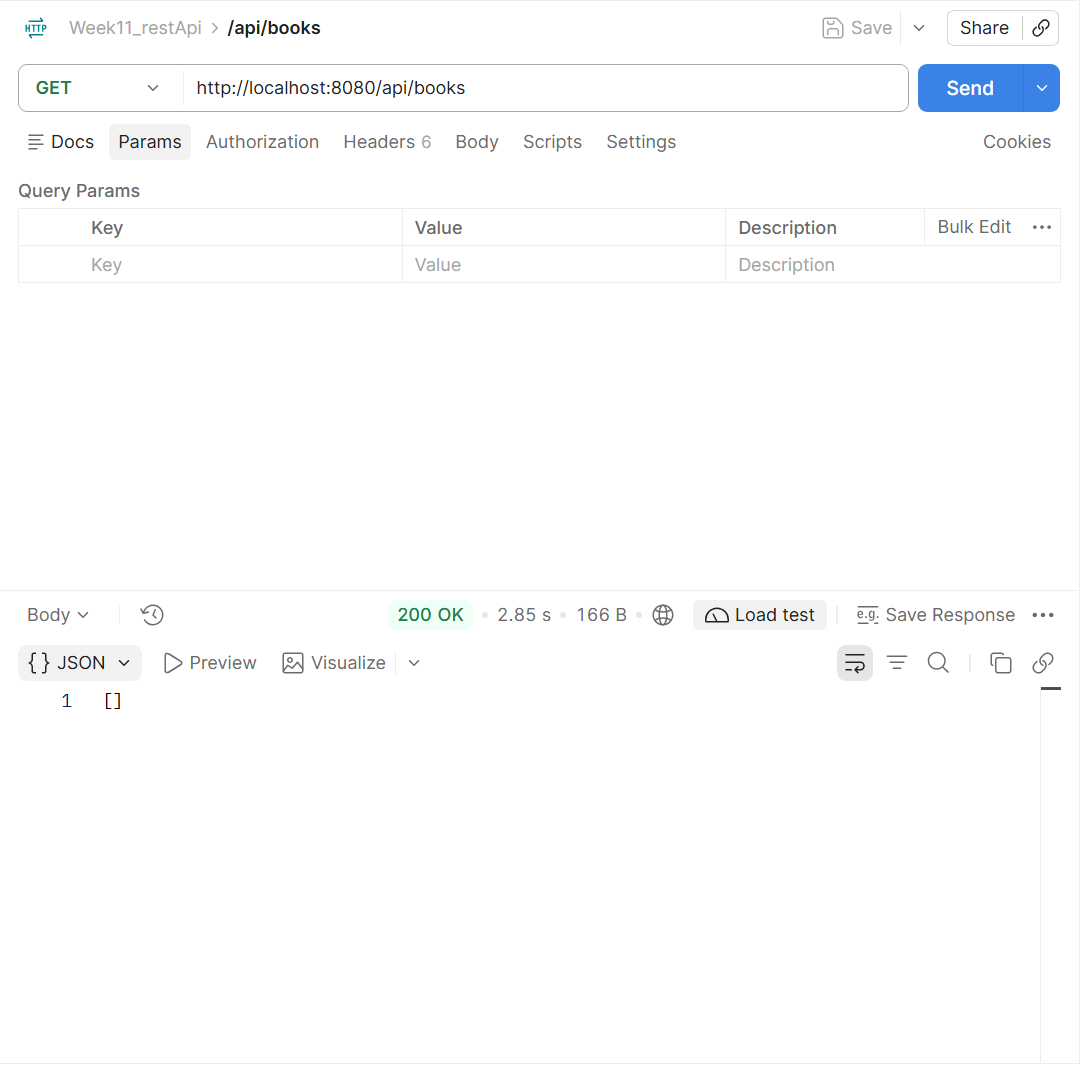 HTTP Week11_restApi > /api/books Save Share
GET http://localhost:8080/api/books Send
Docs Params Authorization Headers 6 Body Scripts Settings Cookies
Query Params
Key Value Description Bulk Edit ...
Key Value Description
Body 200 OK • 2.85 s • 166 B • Load test e.g. Save Response ...
{} JSON Preview Visualize
1 []